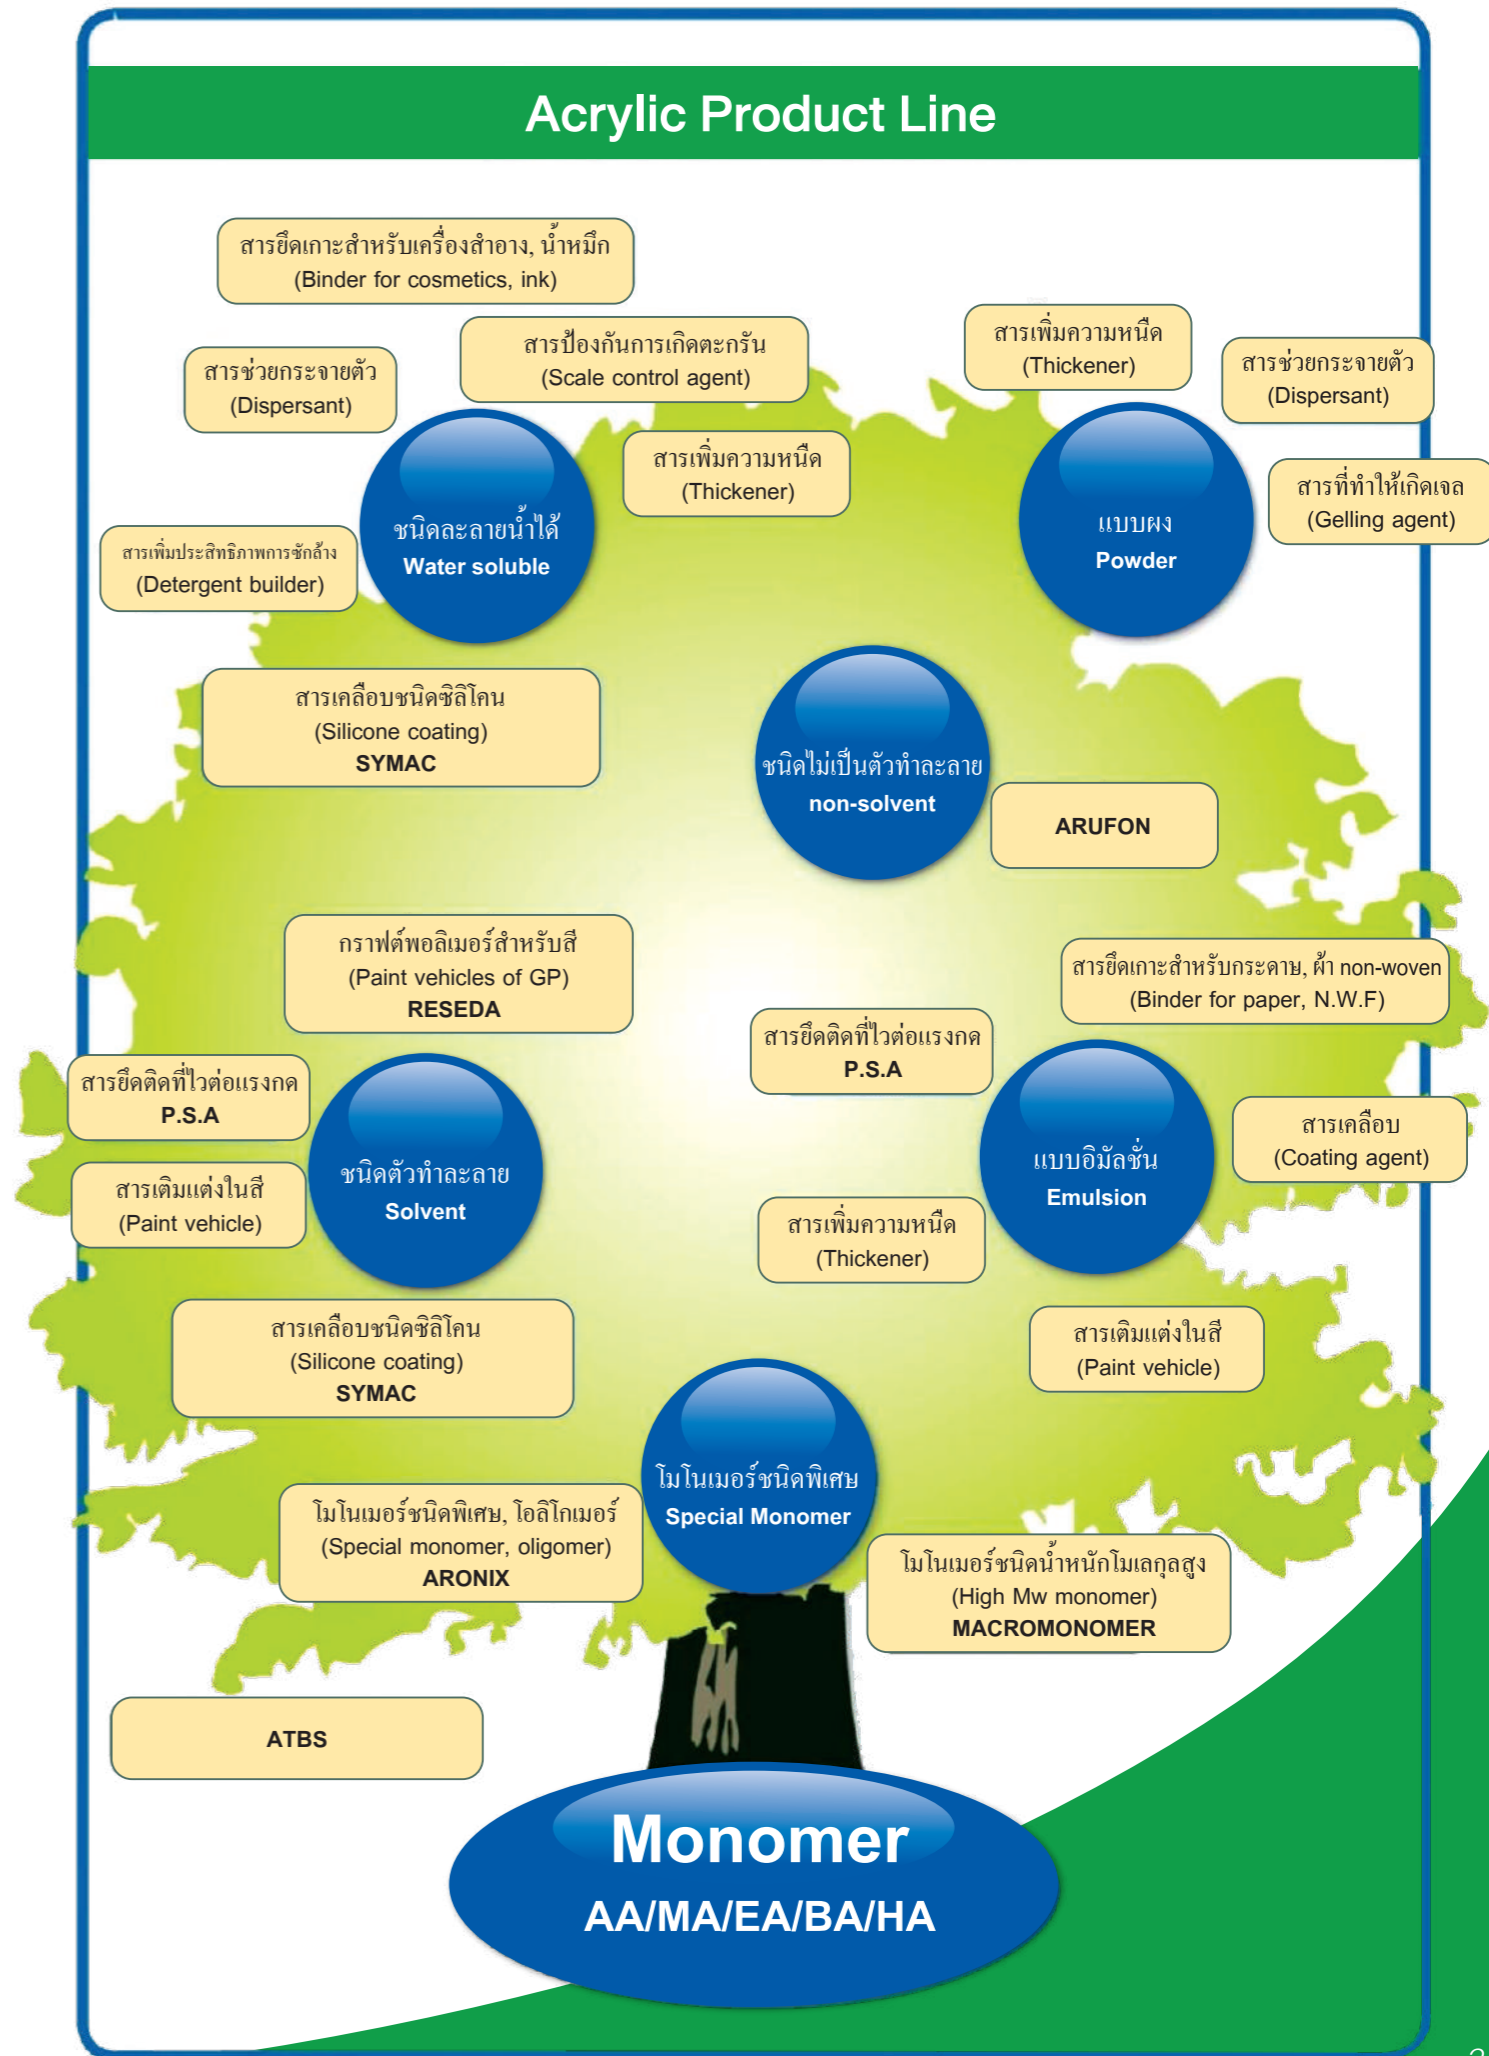 Acrylic Product Line
สารยึดเกาะสำหรับเครื่องสำอาง, น้ำหมึก
(Binder for cosmetics, ink)
สารป้องกันการเกิดตะกรัน
(Scale control agent)
สารช่วยกระจายตัว
(Dispersant)
สารเพิ่มความหนืด
(Thickener)
ชนิดละลายน้ำได้
Water soluble
สารเพิ่มประสิทธิภาพการซักล้าง
(Detergent builder)
สารเพิ่มความหนืด
(Thickener)
สารช่วยกระจายตัว
(Dispersant)
สารที่ทำให้เกิดเจล
(Gelling agent)
แบบผง
Powder
สารเคลือบชนิดซิลิโคน
(Silicone coating)
SYMAC
ชนิดไม่เป็นตัวทำละลาย
non-solvent
ARUFON
กราฟต์พอลิเมอร์สำหรับสี
(Paint vehicles of GP)
RESEDA
สารยึดติดที่ไวต่อแรงกด
P.S.A
สารเติมแต่งในสี
(Paint vehicle)
ชนิดตัวทำละลาย
Solvent
สารเคลือบชนิดซิลิโคน
(Silicone coating)
SYMAC
สารยึดเกาะสำหรับกระดาษ, ผ้า non-woven
(Binder for paper, N.W.F)
สารยึดติดที่ไวต่อแรงกด
P.S.A
สารเคลือบ
(Coating agent)
แบบอิมัลชั่น
Emulsion
สารเพิ่มความหนืด
(Thickener)
สารเติมแต่งในสี
(Paint vehicle)
โมโนเมอร์ชนิดพิเศษ
Special Monomer
โมโนเมอร์ชนิดพิเศษ, โอลิโกเมอร์
(Special monomer, oligomer)
ARONIX
โมโนเมอร์ชนิดน้ำหนักโมเลกุลสูง
(High Mw monomer)
MACROMONOMER
ATBS
Monomer
AA/MA/EA/BA/HA